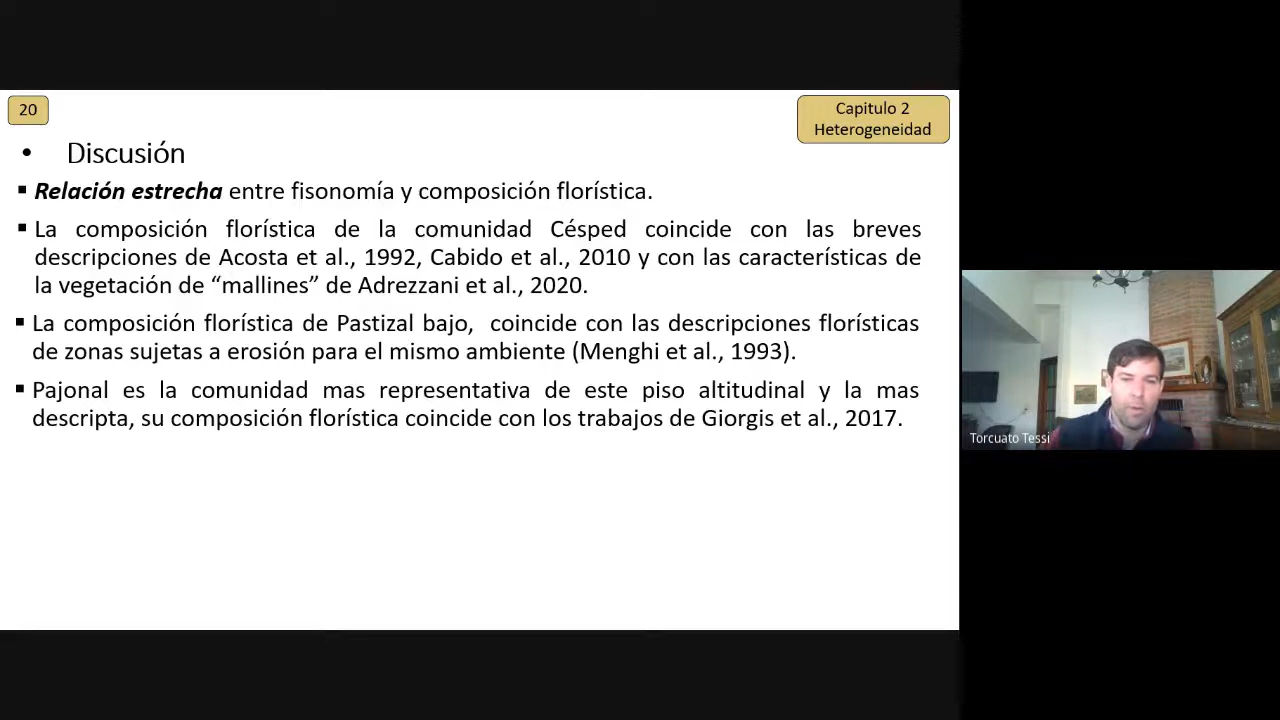 20
Capitulo 2
Heterogeneidad
• Discusión
▪ Relación estrecha entre fisonomía y composición florística.
▪ La composición florística de la comunidad Césped coincide con las breves
descripciones de Acosta et al., 1992, Cabido et al., 2010 y con las características de
la vegetación de “mallines” de Adrezzani et al., 2020.
▪ La composición florística de Pastizal bajo, coincide con las descripciones florísticas
de zonas sujetas a erosión para el mismo ambiente (Menghi et al., 1993).
▪ Pajonal es la comunidad mas representativa de este piso altitudinal y la mas
descripta, su composición florística coincide con los trabajos de Giorgis et al., 2017.
Torcuato Tessi